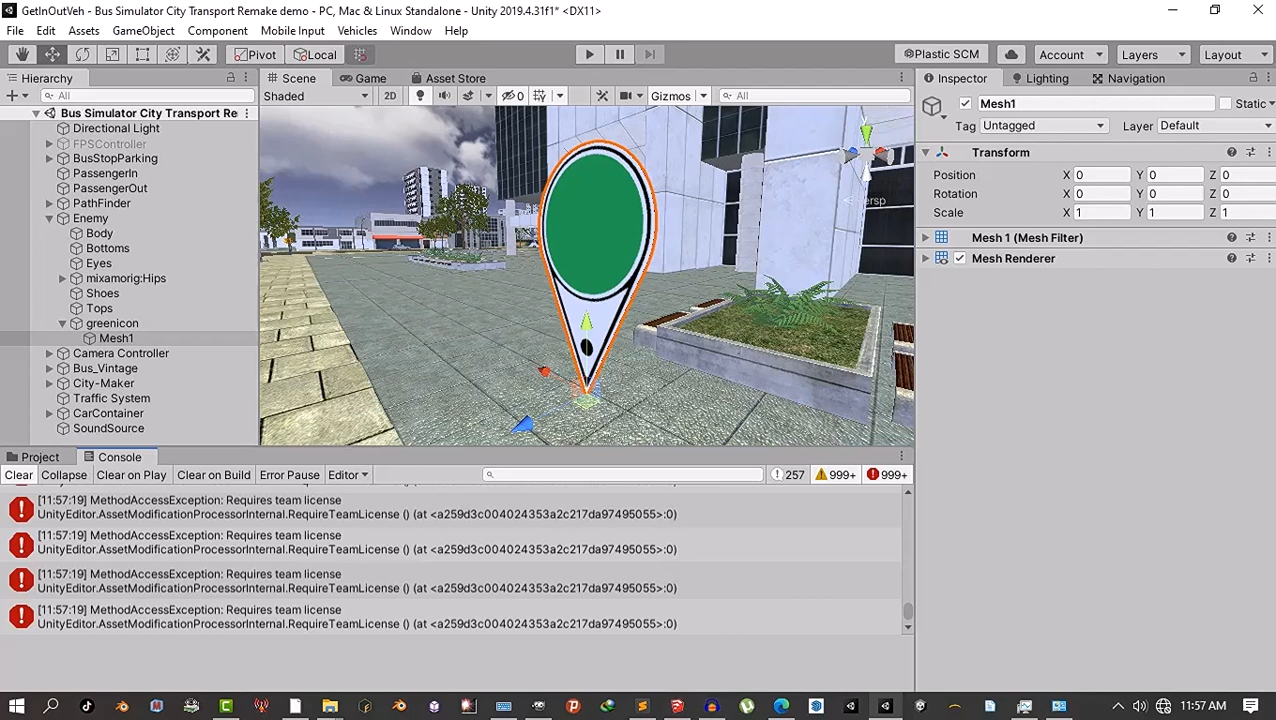 GetInOutVeh - Bus Simulator City Transport Remake demo - PC, Mac & Linux Standalone - Unity 2019.4.31f1* <DX11>
File Edit Assets GameObject Component Mobile Input Vehicles Window Help
Pivot Local Plastic SCM Account Layers Layout
Hierarchy Scene Game Asset Store Inspector Lighting Navigation
All Shaded 2D 0 Gizmos All Mesh1 Static
Bus Simulator City Transport Re
Tag Untagged Layer Default
Directional Light
FPSController
BusStopParking
PassengerIn
PassengerOut
PathFinder
Enemy
Body
Bottoms
Eyes
mixamorig:Hips
Shoes
Tops
greenicon
Mesh1
Camera Controller
Bus_Vintage
City-Maker
Traffic System
CarContainer
SoundSource
ersp
Transform
Position X 0 Y 0 Z 0
Rotation X 0 Y 0 Z 0
Scale X 1 Y 1 Z 1
Mesh 1 (Mesh Filter)
Mesh Renderer
Project Console
Clear Collapse Clear on Play Clear on Build Error Pause Editor 257 999+ 999+
[11:57:19] MethodAccessException: Requires team license
UnityEditor.AssetModificationProcessorInternal.RequireTeamLicense () (at <a259d3c004024353a2c217da97495055>:0)
[11:57:19] MethodAccessException: Requires team license
UnityEditor.AssetModificationProcessorInternal.RequireTeamLicense () (at <a259d3c004024353a2c217da97495055>:0)
[11:57:19] MethodAccessException: Requires team license
UnityEditor.AssetModificationProcessorInternal.RequireTeamLicense () (at <a259d3c004024353a2c217da97495055>:0)
[11:57:19] MethodAccessException: Requires team license
UnityEditor.AssetModificationProcessorInternal.RequireTeamLicense () (at <a259d3c004024353a2c217da97495055>:0)
11:57 AM